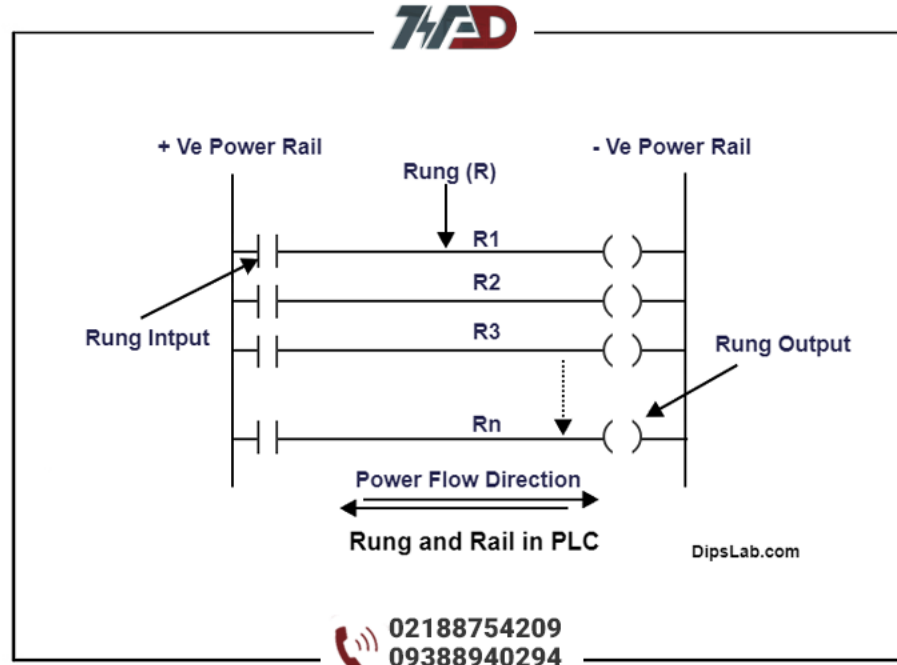 + Ve Power Rail
- Ve Power Rail
Rung (R)
R1
R2
R3
Rung Intput
Rung Output
Rn
Power Flow Direction
Rung and Rail in PLC
DipsLab.com
02188754209
09388940294